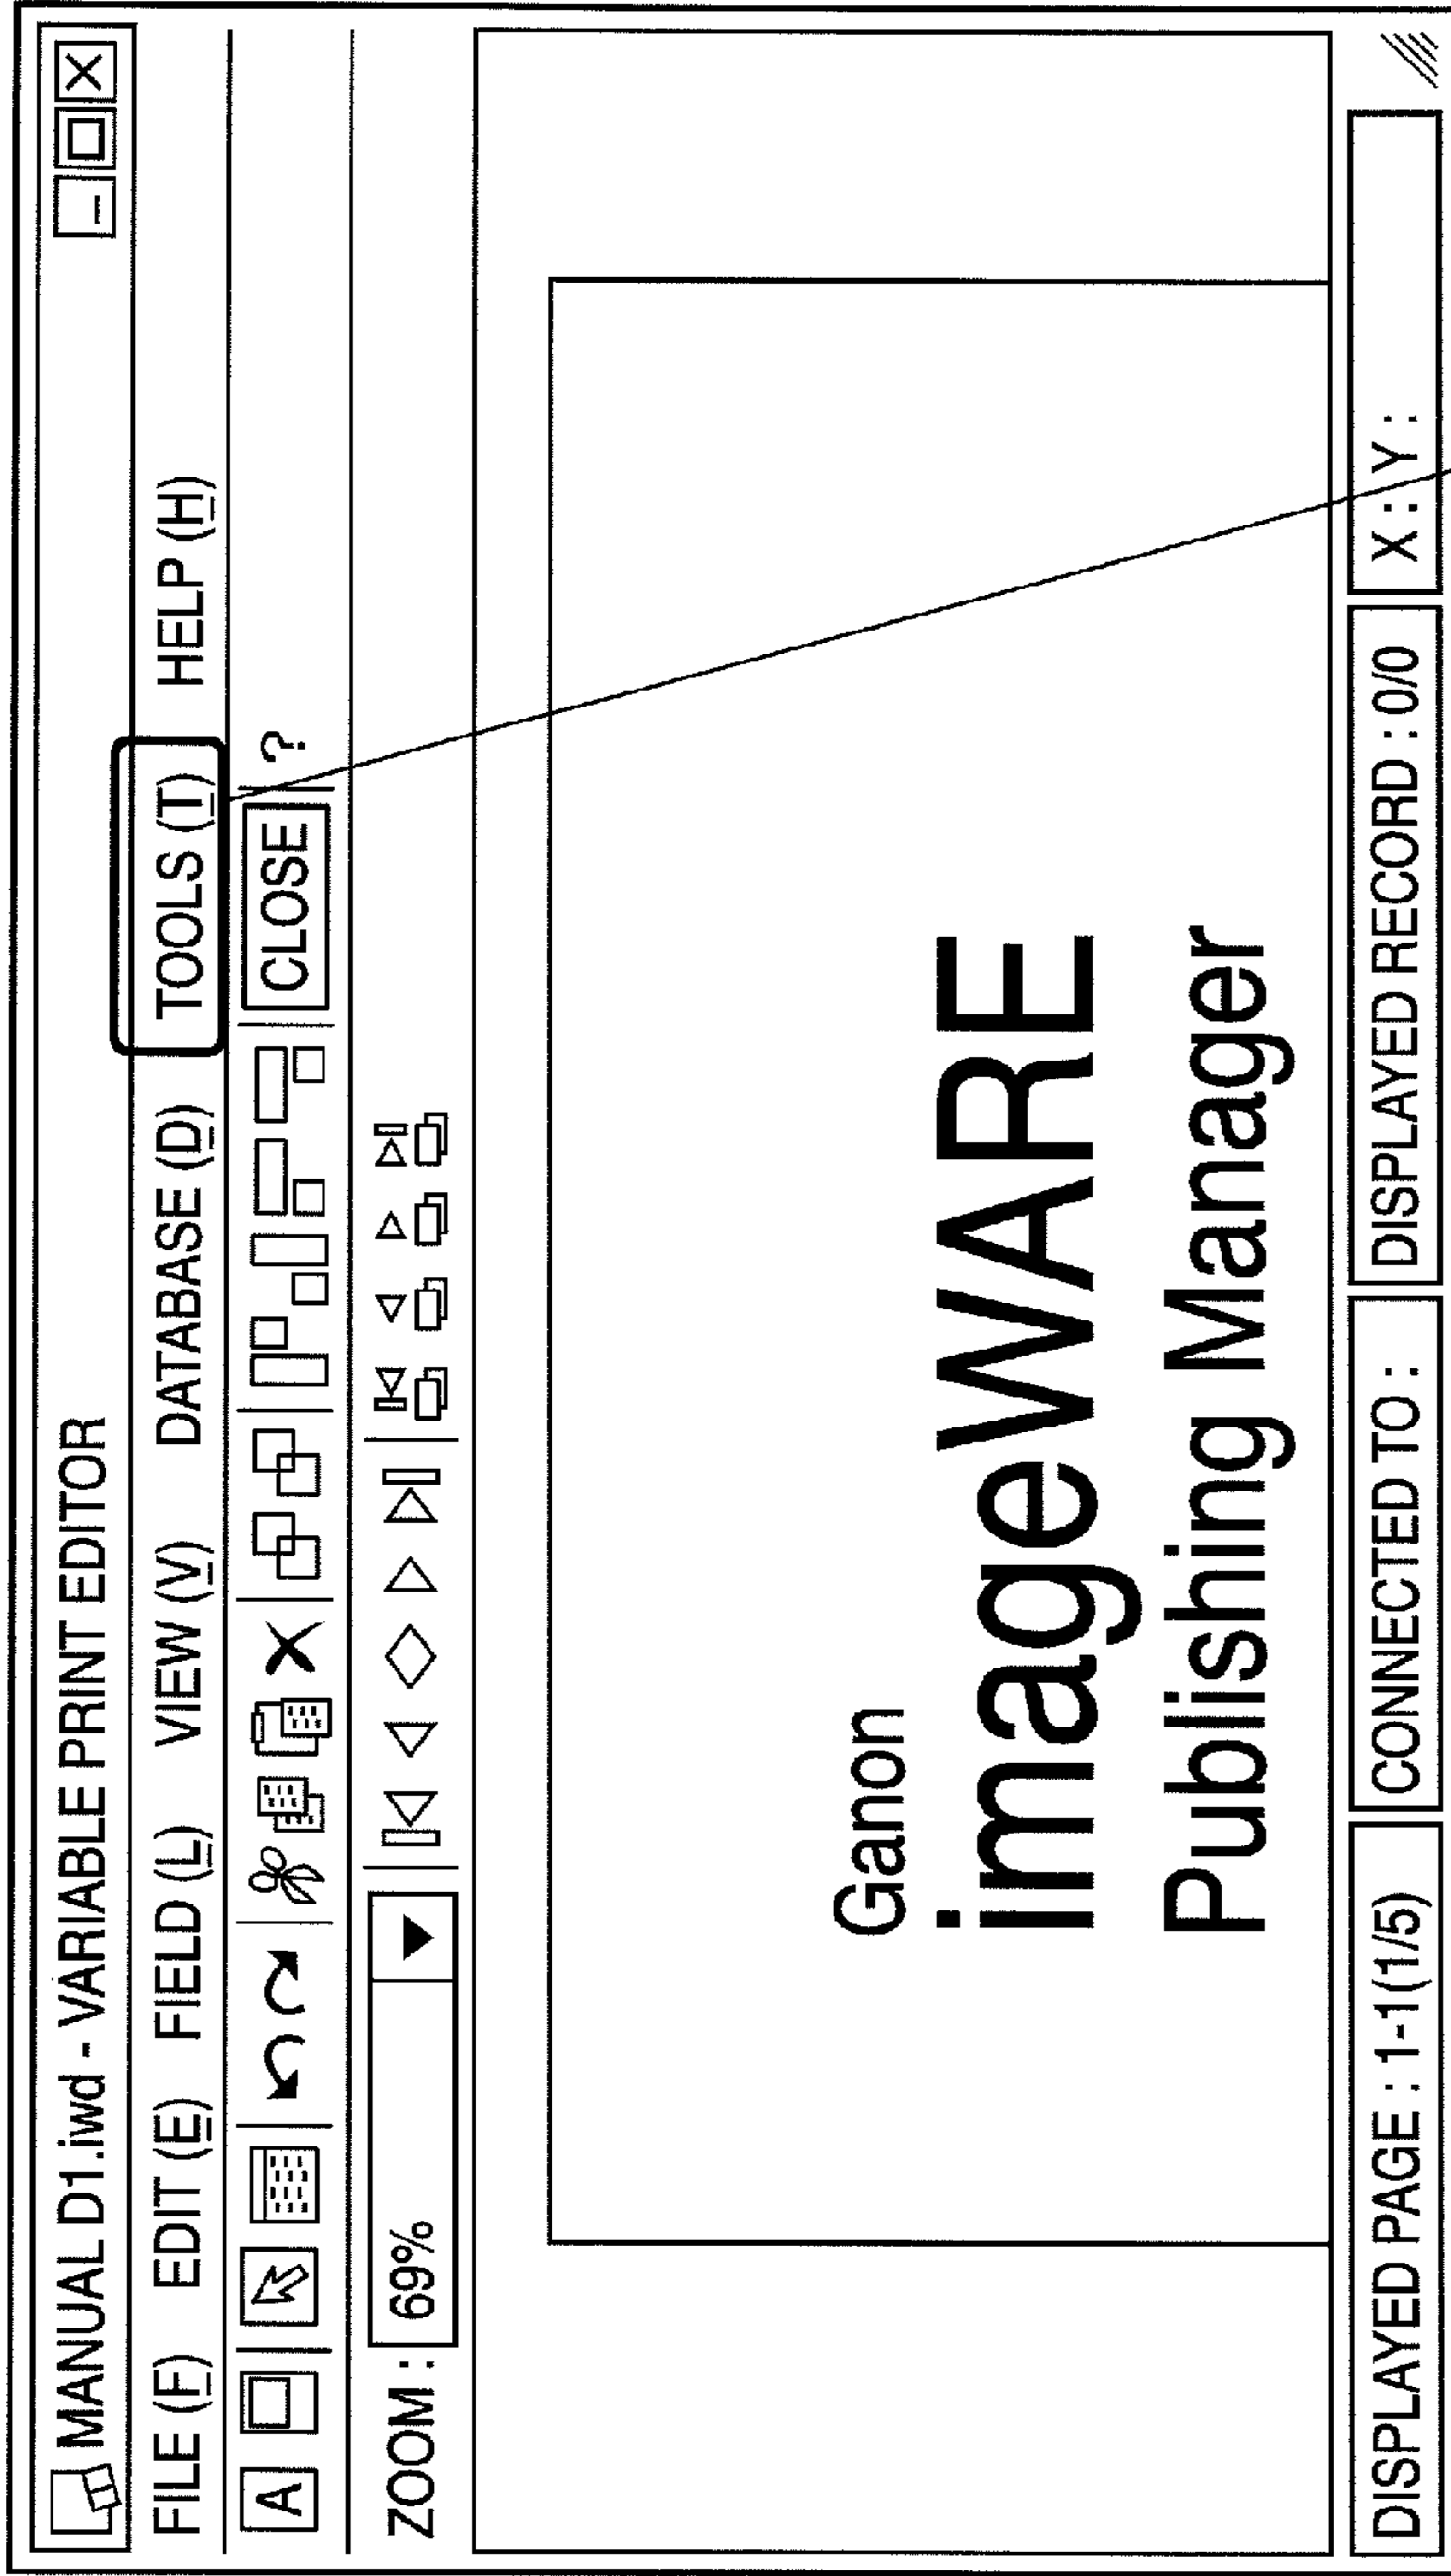 MANUAL D1.iwd - VARIABLE PRINT EDITOR
FILE (F) EDIT (E) FIELD (L) VIEW (V) DATABASE (D) TOOLS (T) HELP (H)
A CLOSE ?
ZOOM : 69%
Ganon
imageWARE
Publishing Manager
DISPLAYED PAGE : 1-1(1/5) CONNECTED TO : DISPLAYED RECORD : 0/0 X : Y :